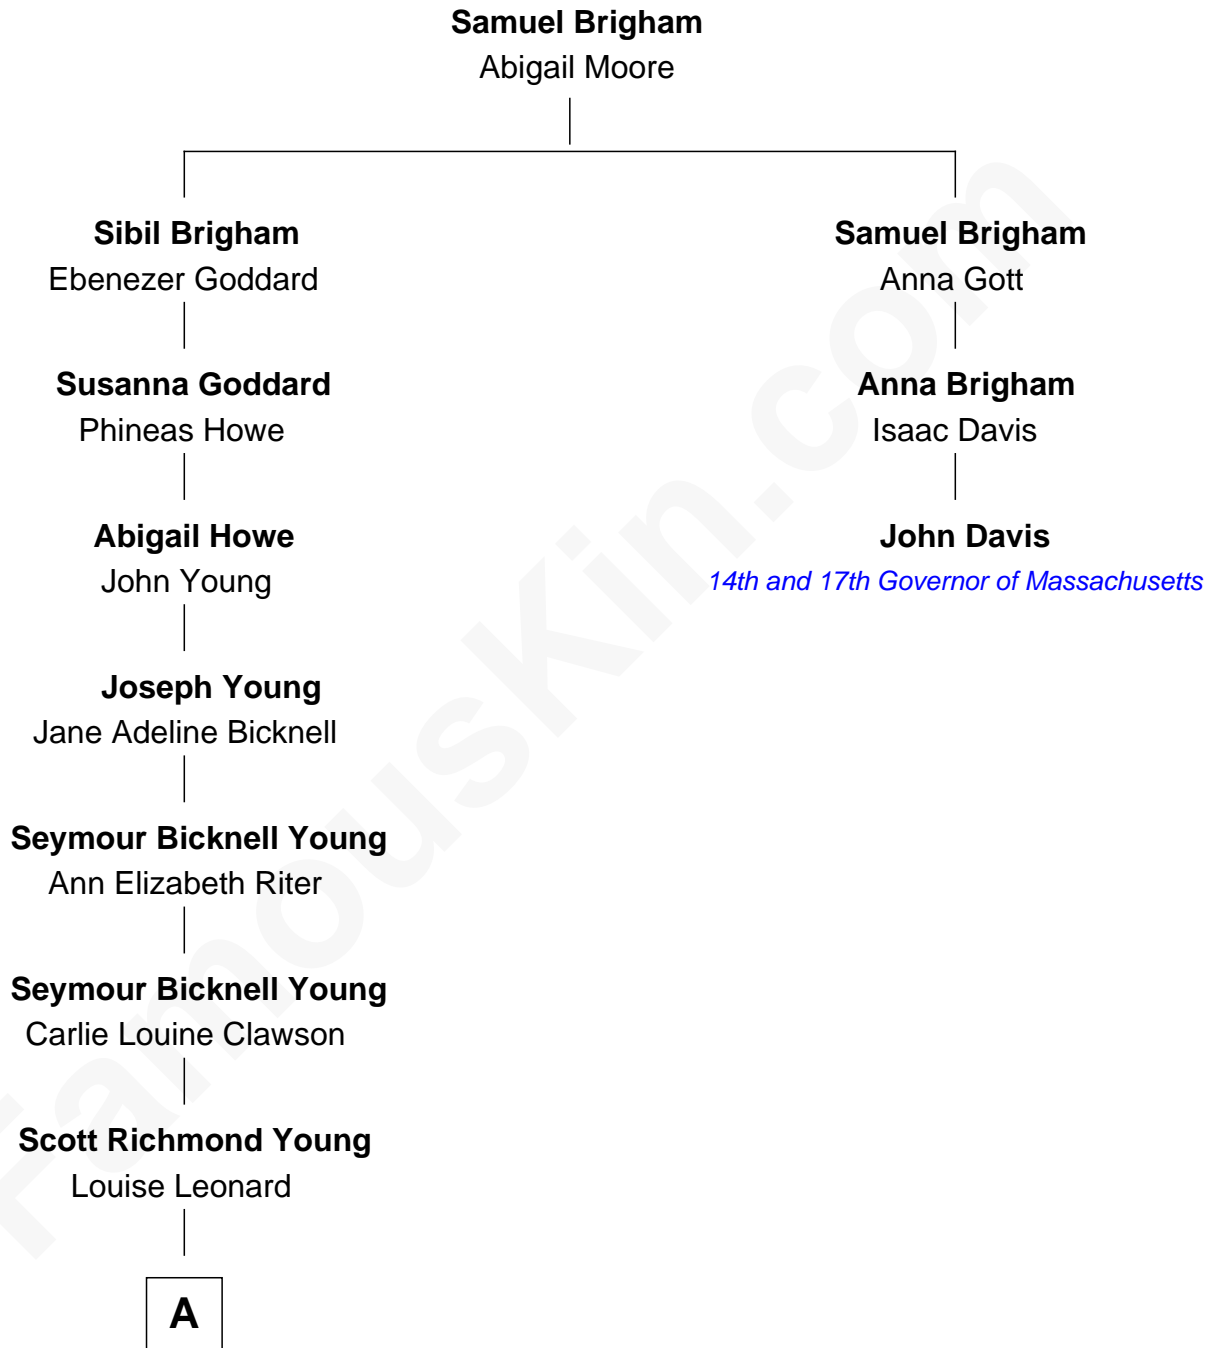 Samuel Brigham
Abigail Moore
Sibil Brigham
Ebenezer Goddard
Samuel Brigham
Anna Gott
Susanna Goddard
Phineas Howe
Anna Brigham
Isaac Davis
Abigail Howe
John Young
John Davis
14th and 17th Governor of Massachusetts
Joseph Young
Jane Adeline Bicknell
Seymour Bicknell Young
Ann Elizabeth Riter
Seymour Bicknell Young
Carlie Louine Clawson
Scott Richmond Young
Louise Leonard
A
FamousKin.com